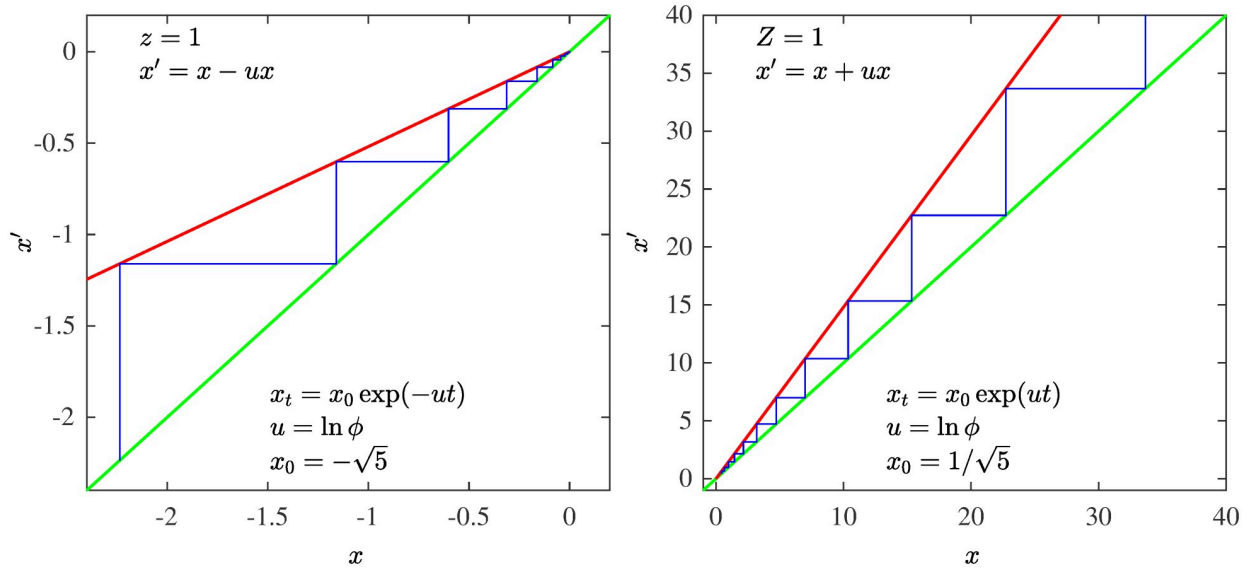 z = 1
x′ = x − ux
0
-0.5
-1
-1.5
-2
x′
x_t = x_0 exp(−ut)
u = ln ϕ
x_0 = −√5
-2 -1.5 -1 -0.5 0
x
Z = 1
x′ = x + ux
40
35
30
25
20
15
10
5
0
x′
x_t = x_0 exp(ut)
u = ln ϕ
x_0 = 1/√5
0 10 20 30 40
x